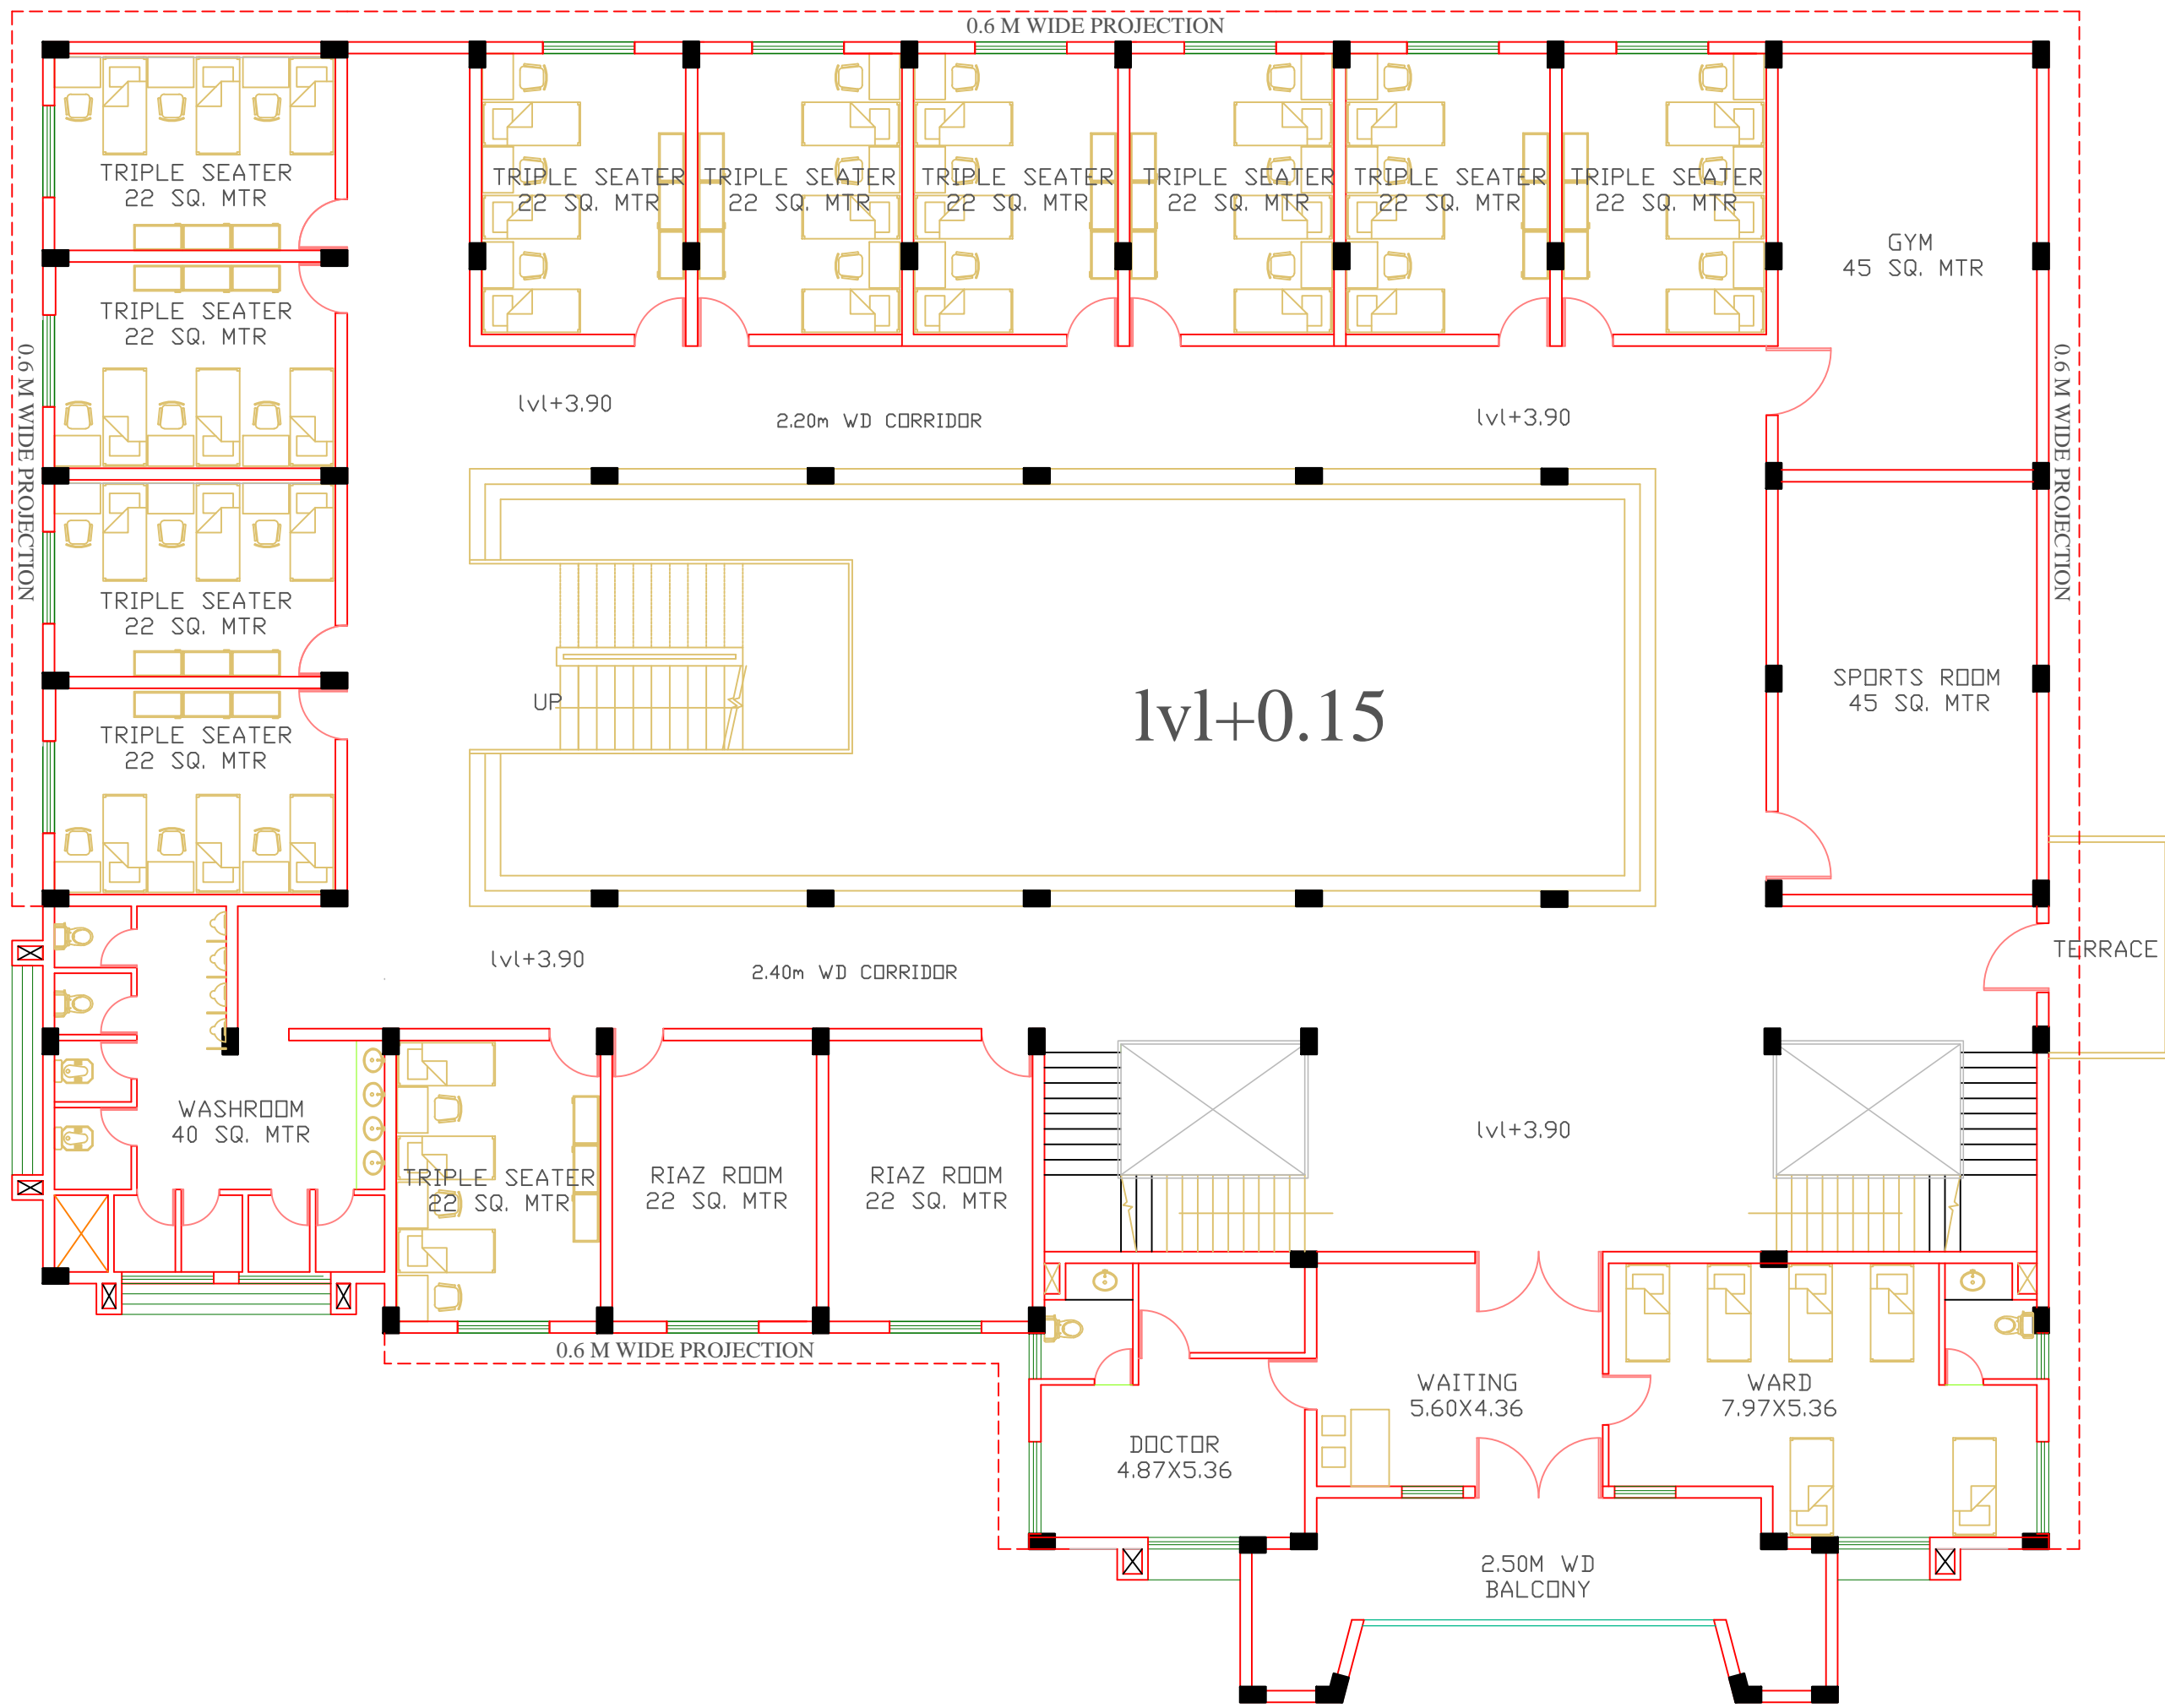 0.6 M WIDE PROJECTION
TRIPLE SEATER
22 SQ. MTR
TRIPLE SEATER
22 SQ. MTR
TRIPLE SEATER
22 SQ. MTR
TRIPLE SEATER
22 SQ. MTR
TRIPLE SEATER
22 SQ. MTR
TRIPLE SEATER
22 SQ. MTR
TRIPLE SEATER
22 SQ. MTR
GYM
45 SQ. MTR
TRIPLE SEATER
22 SQ. MTR
0.6 M WIDE PROJECTION
0.6 M WIDE PROJECTION
lvl+3.90
2.20m WD CORRIDOR
lvl+3.90
TRIPLE SEATER
22 SQ. MTR
SPORTS ROOM
45 SQ. MTR
UP
lvl+0.15
TRIPLE SEATER
22 SQ. MTR
lvl+3.90
2.40m WD CORRIDOR
TERRACE
WASHROOM
40 SQ. MTR
lvl+3.90
TRIPLE SEATER
22 SQ. MTR
RIAZ ROOM
22 SQ. MTR
RIAZ ROOM
22 SQ. MTR
0.6 M WIDE PROJECTION
WAITING
5.60X4.36
WARD
7.97X5.36
DOCTOR
4.87X5.36
2.50M WD
BALCONY